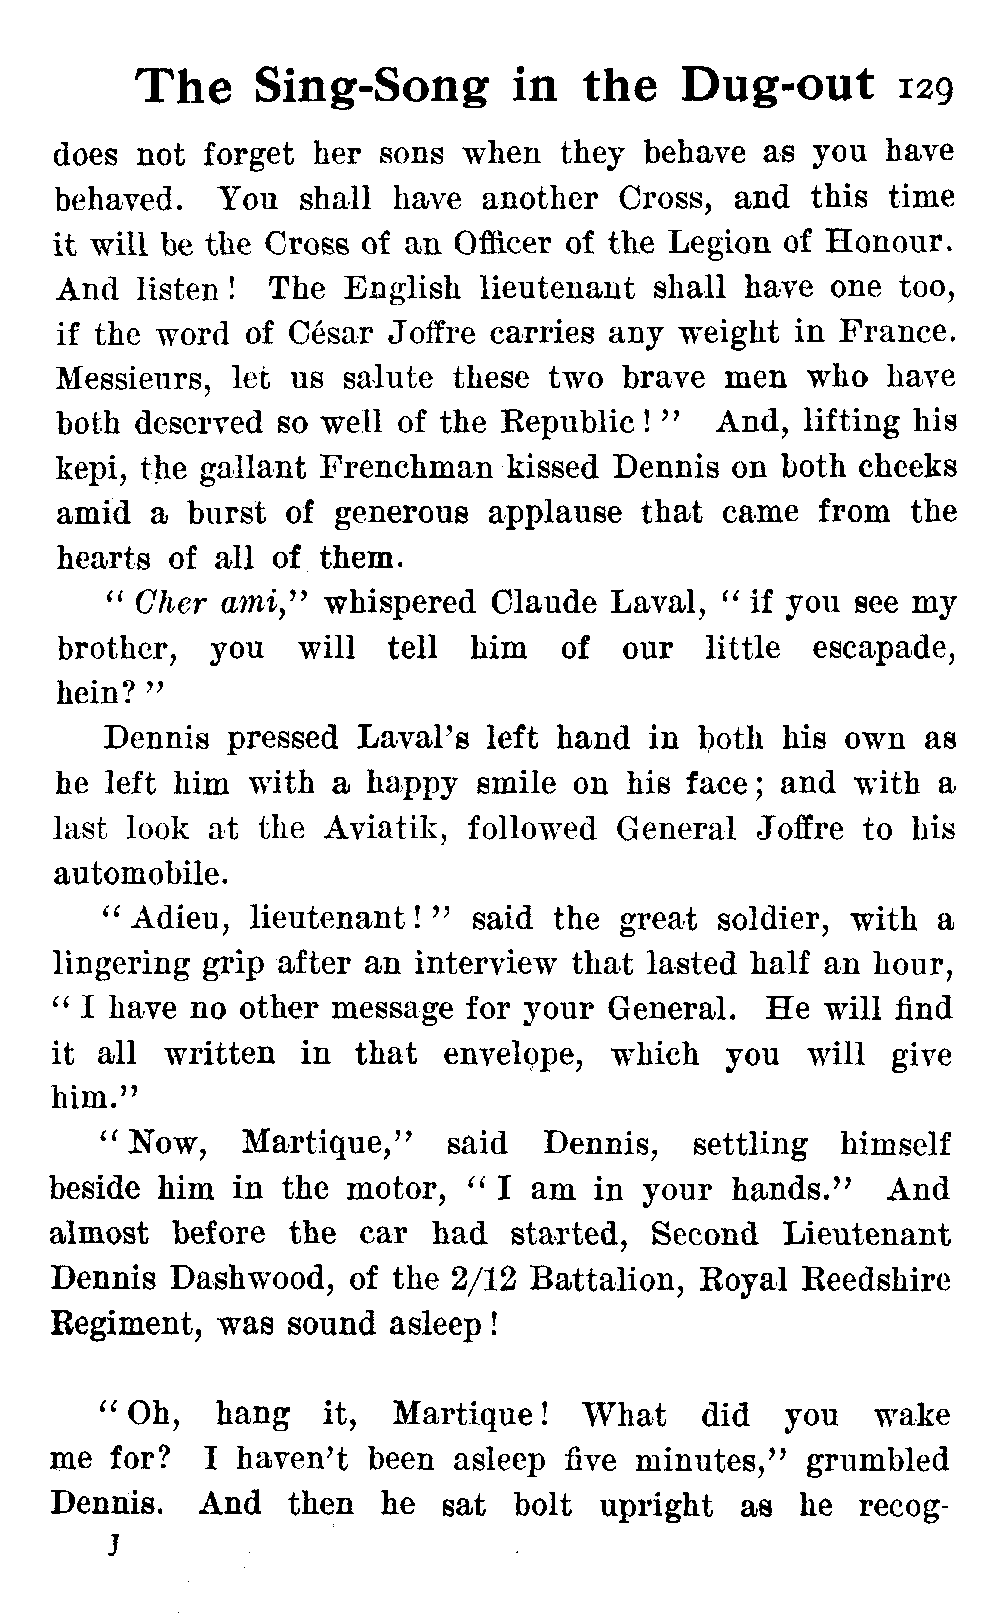 The Sing-Song in the Dug-out 129
does not forget her sons when they behave as you have
behaved. You shall have another Cross, and this time
it will be the Cross of an Officer of the Legion of Honour.
And listen! The English lieutenant shall have one too,
if the word of César Joffre carries any weight in France.
Messieurs, let us salute these two brave men who have
both deserved so well of the Republic!" And, lifting his
kepi, the gallant Frenchman kissed Dennis on both cheeks
amid a burst of generous applause that came from the
hearts of all of them.
"Cher ami," whispered Claude Laval, "if you see my
brother, you will tell him of our little escapade,
hein?"
Dennis pressed Laval's left hand in both his own as
he left him with a happy smile on his face; and with a
last look at the Aviatik, followed General Joffre to his
automobile.
"Adieu, lieutenant!" said the great soldier, with a
lingering grip after an interview that lasted half an hour,
"I have no other message for your General. He will find
it all written in that envelope, which you will give
him."
"Now, Martique," said Dennis, settling himself
beside him in the motor, "I am in your hands." And
almost before the car had started, Second Lieutenant
Dennis Dashwood, of the 2/12 Battalion, Royal Reedshire
Regiment, was sound asleep!
"Oh, hang it, Martique! What did you wake
me for? I haven't been asleep five minutes," grumbled
Dennis. And then he sat bolt upright as he recog-
J